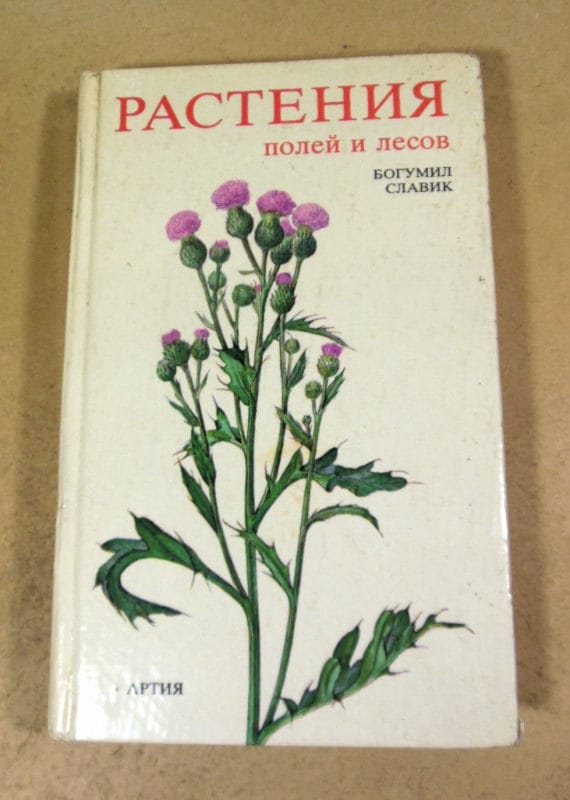 РАСТЕНИЯ
полей и лесов
БОГУМИЛ
СЛАВИК
АРТИЯ